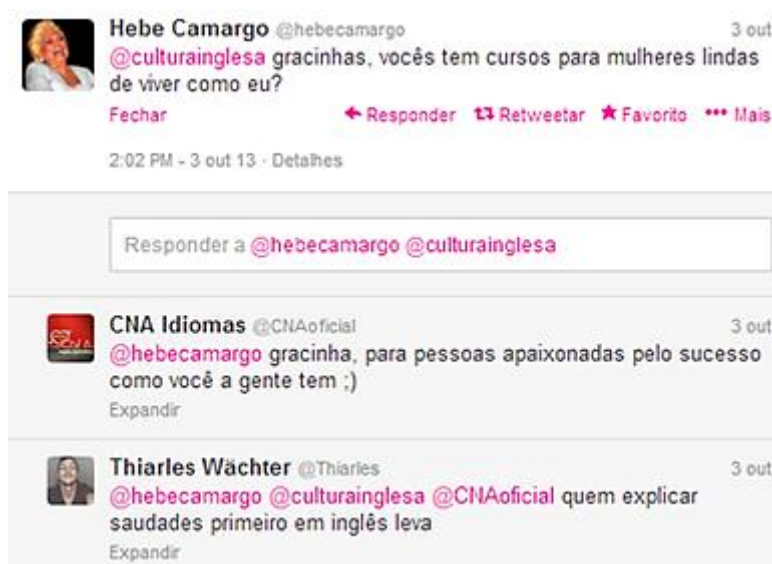 Hebe Camargo @hebecamargo 3 out
@culturainglesa gracinhas, vocês tem cursos para mulheres lindas
de viver como eu?
Fechar Responder Retweetar Favorito ••• Mais
2:02 PM - 3 out 13 · Detalhes
Responder a @hebecamargo @culturainglesa
CNA Idiomas @CNAoficial 3 out
@hebecamargo gracinha, para pessoas apaixonadas pelo sucesso
como você a gente tem ;)
Expandir
Thiarles Wächter @Thiarles 3 out
@hebecamargo @culturainglesa @CNAoficial quem explicar
saudades primeiro em inglês leva
Expandir